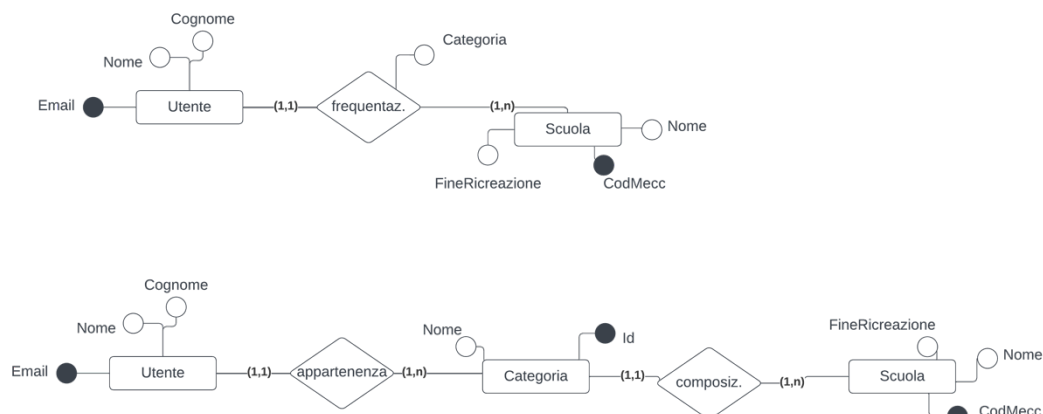 Cognome
Categoria
Nome
Email
Utente
(1,1)
frequentaz.
(1,n)
Scuola
Nome
FineRicreazione
CodMecc
Cognome
Nome
Email
Utente
(1,1)
appartenenza
(1,n)
Nome
Id
Categoria
(1,1)
composiz.
(1,n)
FineRicreazione
Nome
Scuola
CodMecc